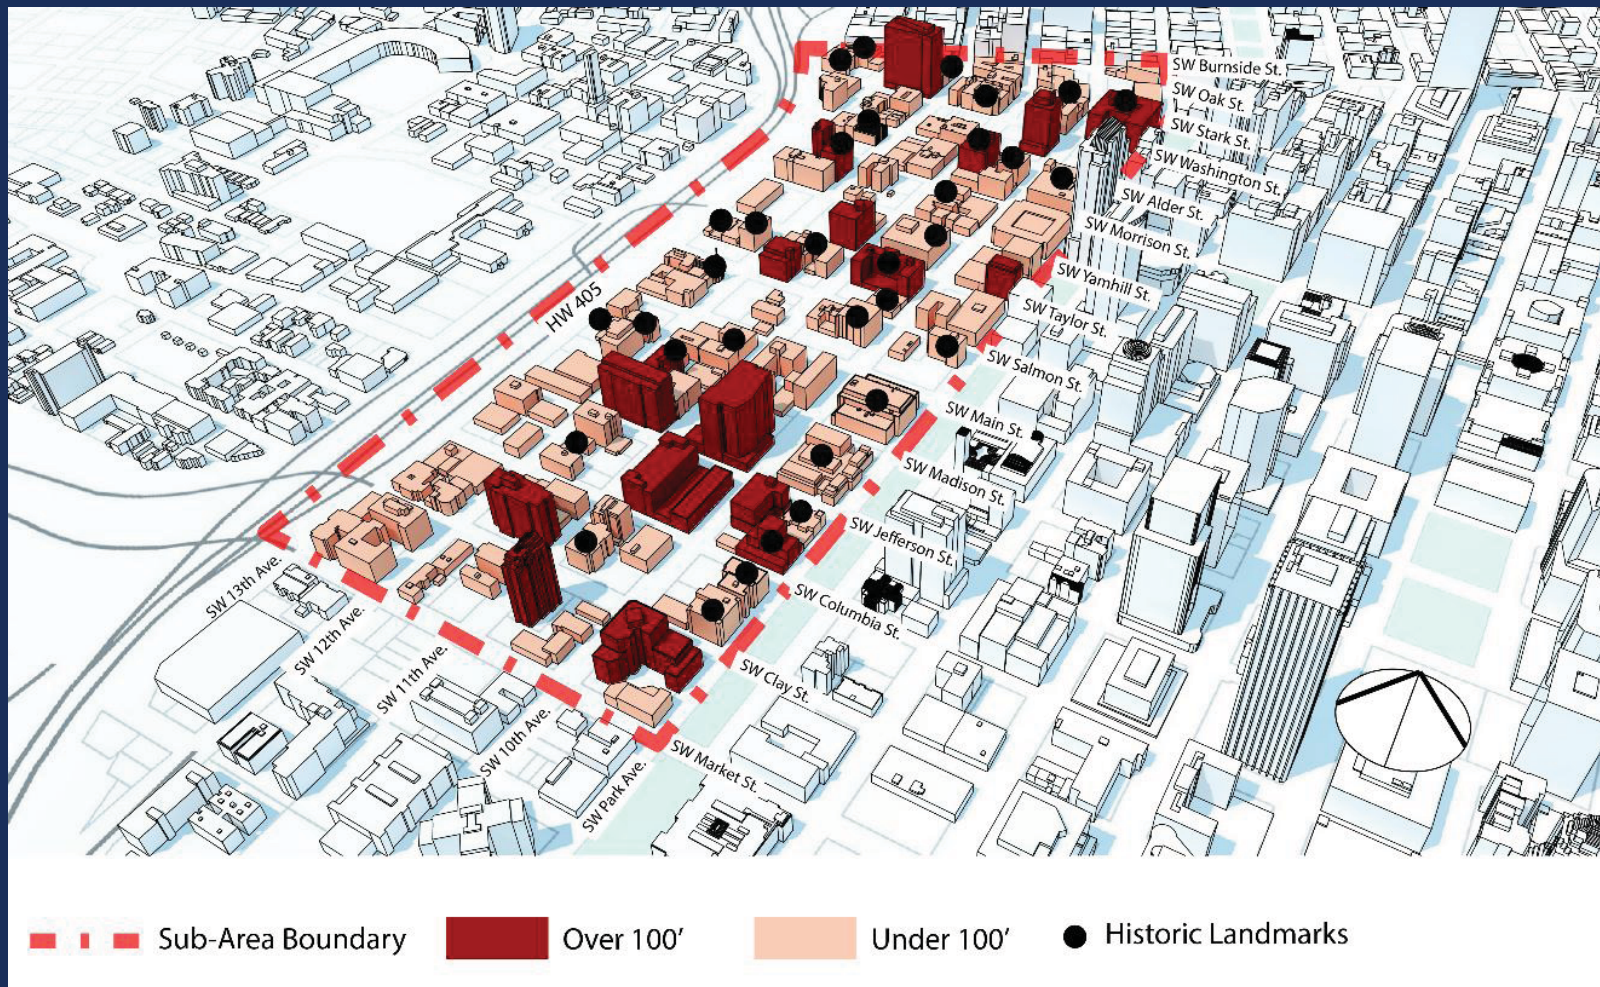 SW Burnside St.
SW Oak St.
SW Stark St.
SW Washington St.
SW Alder St.
SW Morrison St.
SW Yamhill St.
SW Taylor St.
SW Salmon St.
SW Main St.
SW Madison St.
SW Jefferson St.
SW Columbia St.
SW Clay St.
SW Market St.
HW 405
SW 13th Ave.
SW 12th Ave.
SW 11th Ave.
SW 10th Ave.
SW Park Ave.
Sub-Area Boundary
Over 100'
Under 100'
Historic Landmarks